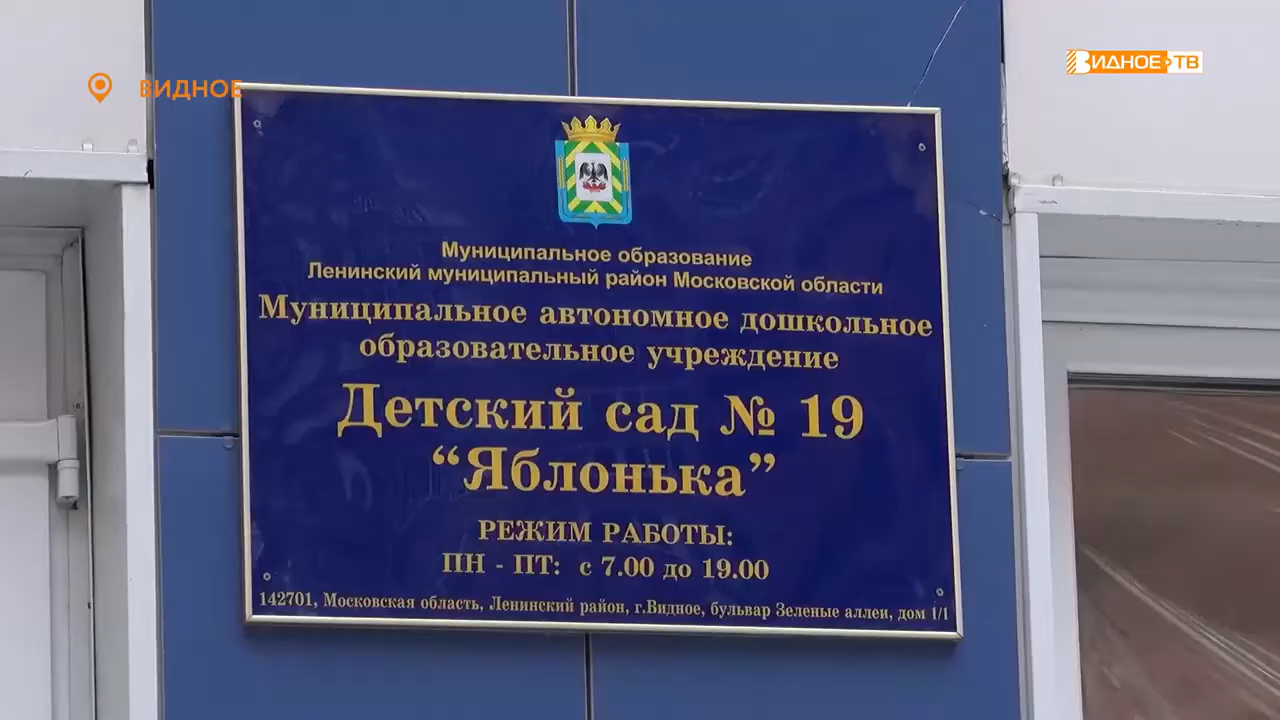 ВИДНОЕ
ВИДНОЕ ТВ
Муниципальное образование
Ленинский муниципальный район Московской области
Муниципальное автономное дошкольное
образовательное учреждение
Детский сад № 19
“Яблонька”
РЕЖИМ РАБОТЫ:
ПН - ПТ: с 7.00 до 19.00
142701, Московская область, Ленинский район, г.Видное, бульвар Зеленые аллеи, дом 1/1